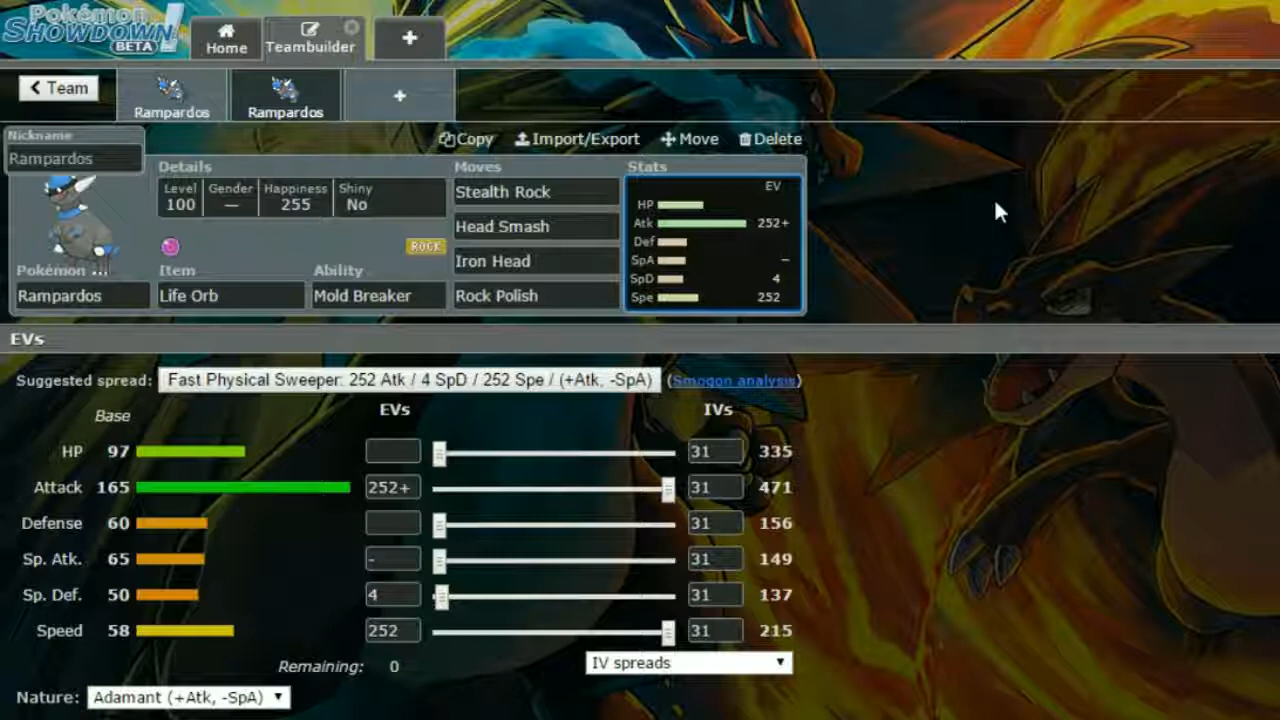 Pokémon
SHOWDOWN!
BETA
Home
Teambuilder
+
< Team
Rampardos
Rampardos
+
Nickname
Rampardos
Copy Import/Export Move Delete
Details
Level Gender Happiness Shiny
100 — 255 No
ROCK
Pokémon Item Ability
Rampardos Life Orb Mold Breaker
Moves
Stealth Rock
Head Smash
Iron Head
Rock Polish
Stats
EV
HP
Atk 252+
Def
SpA –
SpD 4
Spe 252
EVs
Suggested spread: Fast Physical Sweeper: 252 Atk / 4 SpD / 252 Spe / (+Atk, -SpA) (Smogon analysis)
Base EVs IVs
HP 97 31 335
Attack 165 252+ 31 471
Defense 60 31 156
Sp. Atk. 65 - 31 149
Sp. Def. 50 4 31 137
Speed 58 252 31 215
Remaining: 0
IV spreads
Nature: Adamant (+Atk, -SpA)